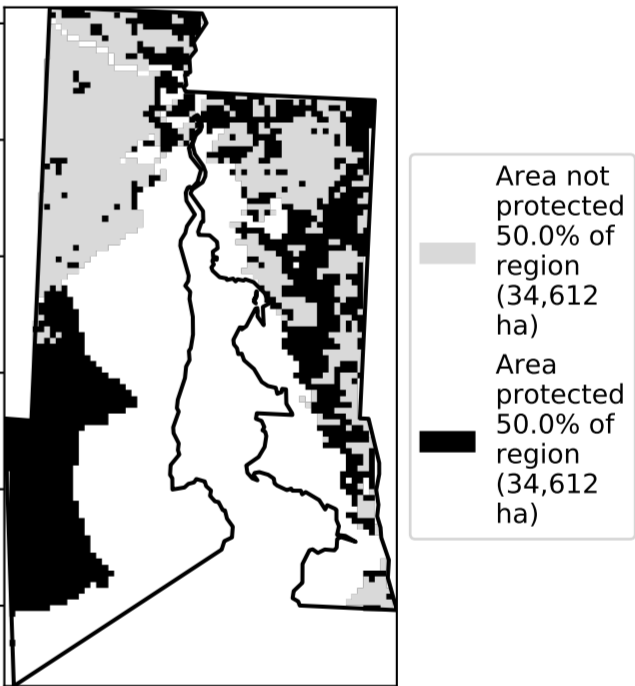 Area not
protected
50.0% of
region
(34,612
ha)
Area
protected
50.0% of
region
(34,612
ha)